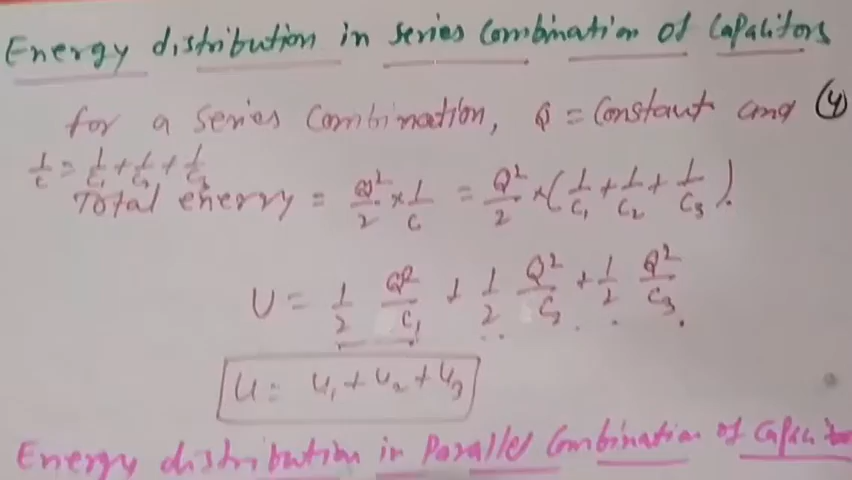 Energy distribution in series Combination of Capacitors
for a series Combination, Q = Constant and (4)
1/c = 1/C₁ + 1/C₂ + 1/C₃
Total energy = Q²/2 × 1/C = Q²/2 × (1/C₁ + 1/C₂ + 1/C₃).
U = 1/2 Q²/C₁ + 1/2 Q²/C₂ + 1/2 Q²/C₃.
U = U₁ + U₂ + U₃
Energy distribution in Parallel Combination of